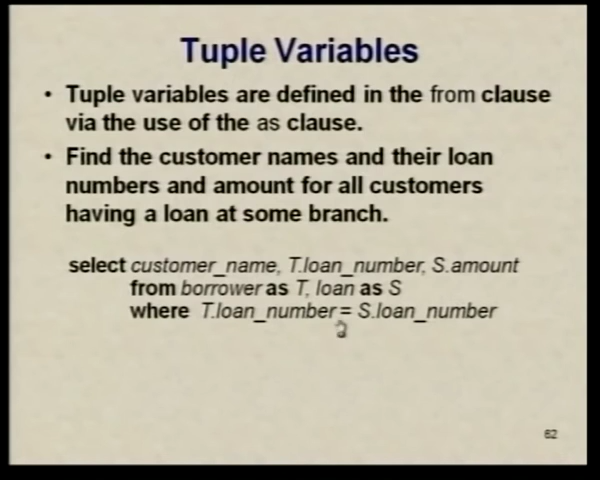 Tuple Variables
• Tuple variables are defined in the from clause
via the use of the as clause.
• Find the customer names and their loan
numbers and amount for all customers
having a loan at some branch.
select customer_name, T.loan_number, S.amount
from borrower as T, loan as S
where T.loan_number = S.loan_number
62